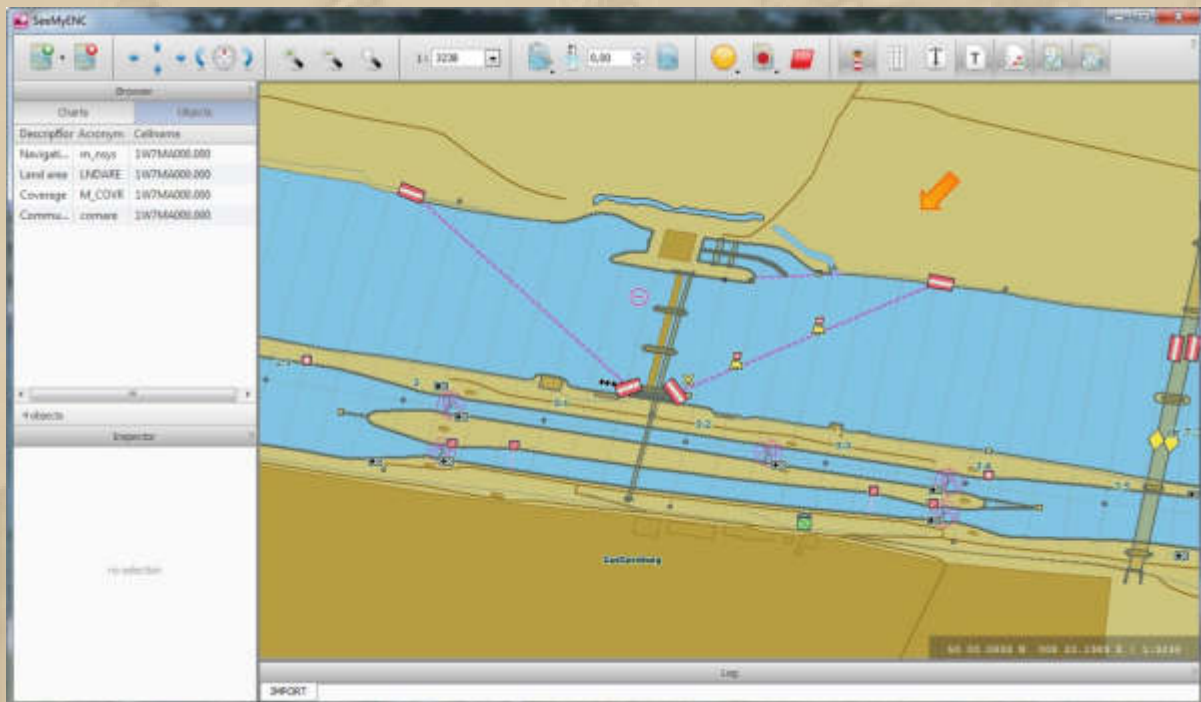 SeeMyENC
1: 3238
0,00
Browser
Charts Objects
Description Acronym Cellname
Navigati... m_nsys 1W7MA000.000
Land area LNDARE 1W7MA000.000
Coverage M_COVR 1W7MA000.000
Commu... comare 1W7MA000.000
4 objects
Inspector
no selection
Log
IMPORT